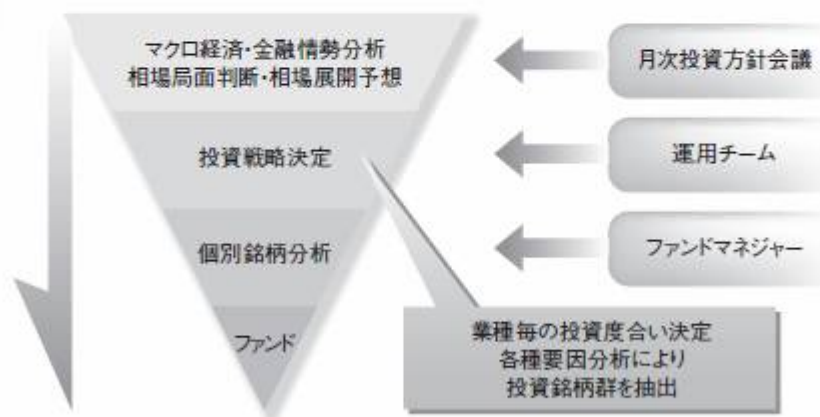 マクロ経済・金融情勢分析
相場局面判断・相場展開予想
月次投資方針会議
投資戦略決定
運用チーム
個別銘柄分析
ファンドマネジャー
ファンド
業種毎の投資度合い決定
各種要因分析により
投資銘柄群を抽出